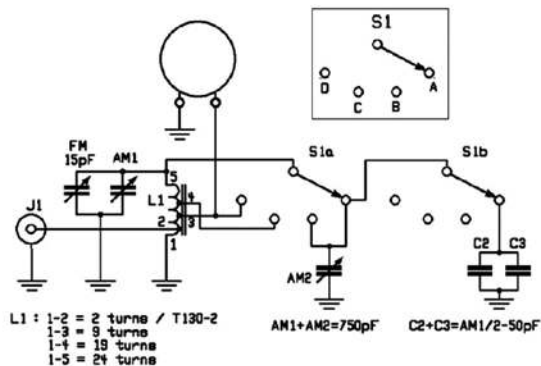 S1
D
C
B
A
FM
15pF
AM1
J1
L1
5
4
3
2
1
S1a
S1b
AM2
C2
C3
L1 : 1-2 = 2 turns / T130-2
1-3 = 9 turns
1-4 = 19 turns
1-5 = 24 turns
AM1+AM2=750pF
C2+C3=AM1/2-50pF